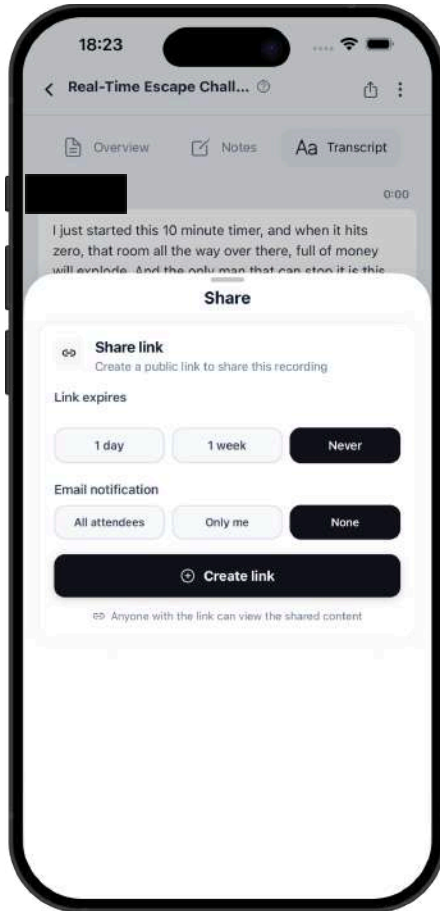 18:23
Real-Time Escape Chall...
Overview
Notes
Aa Transcript
0:00
I just started this 10 minute timer, and when it hits
zero, that room all the way over there, full of money
will explode. And the only man that can stop it is this
Share
Share link
Create a public link to share this recording
Link expires
1 day
1 week
Never
Email notification
All attendees
Only me
None
Create link
Anyone with the link can view the shared content